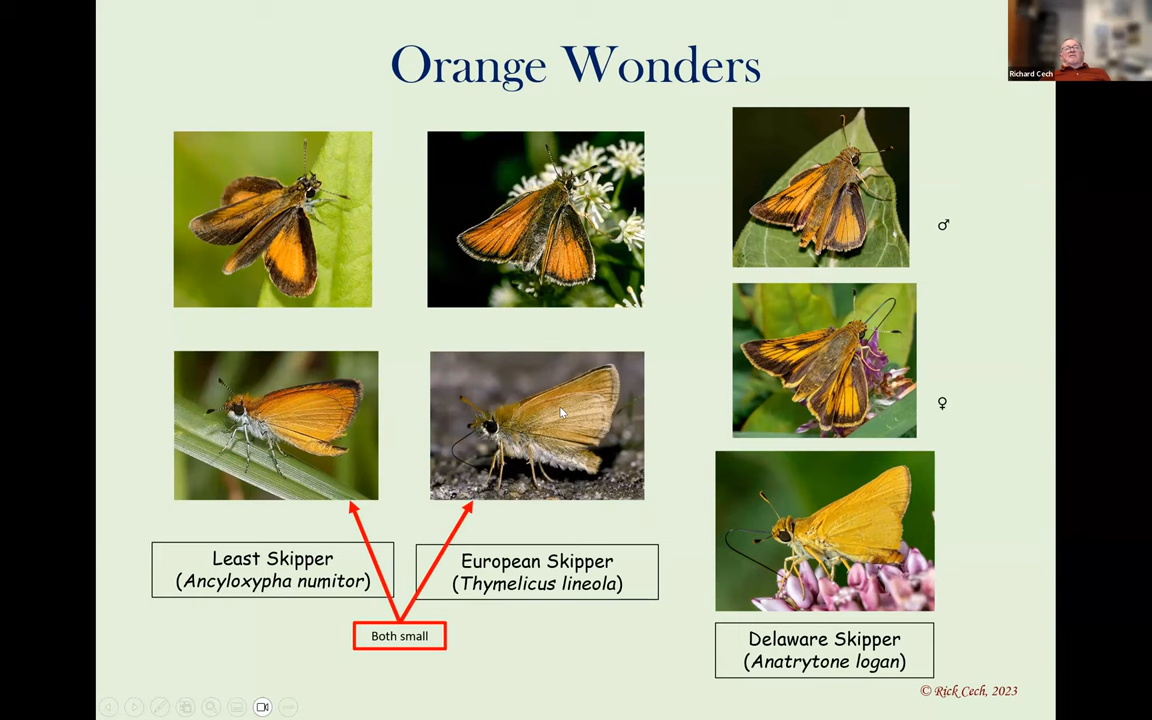 Orange Wonders
Richard Cech
♂
♀
Least Skipper
(Ancyloxypha numitor)
European Skipper
(Thymelicus lineola)
Both small
Delaware Skipper
(Anatrytone logan)
© Rick Cech, 2023